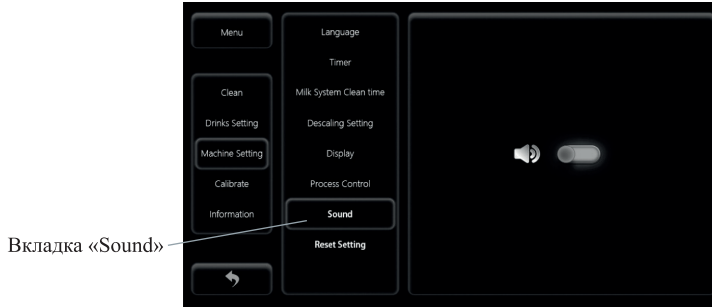 Menu
Clean
Drinks Setting
Machine Setting
Calibrate
Information
Language
Timer
Milk System Clean time
Descaling Setting
Display
Process Control
Sound
Reset Setting
Вкладка «Sound»